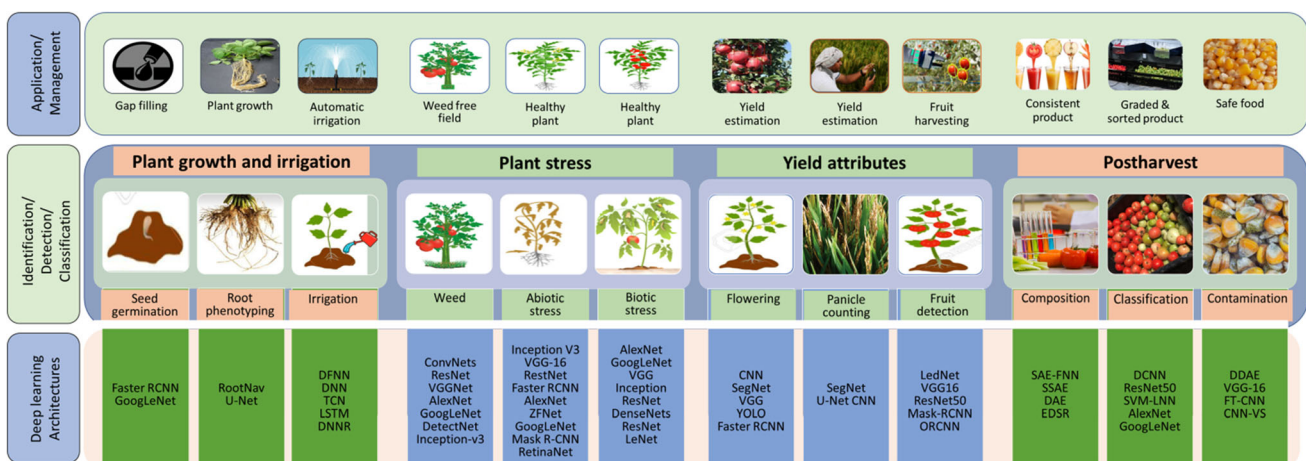 Application/
Management
Gap filling
Plant growth
Automatic
irrigation
Weed free
field
Healthy
plant
Healthy
plant
Yield
estimation
Yield
estimation
Fruit
harvesting
Consistent
product
Graded &
sorted product
Safe food
Identification/
Detection/
Classification
Plant growth and irrigation
Plant stress
Yield attributes
Postharvest
Seed
germination
Root
phenotyping
Irrigation
Weed
Abiotic
stress
Biotic
stress
Flowering
Panicle
counting
Fruit
detection
Composition
Classification
Contamination
Deep learning
Architectures
Faster RCNN
GoogLeNet
RootNav
U-Net
DFNN
DNN
TCN
LSTM
DNNR
ConvNets
ResNet
VGGNet
AlexNet
GoogLeNet
DetectNet
Inception-v3
Inception V3
VGG-16
RestNet
Faster RCNN
AlexNet
ZFNet
GoogLeNet
Mask R-CNN
RetinaNet
AlexNet
GoogLeNet
VGG
Inception
ResNet
DenseNets
ResNet
LeNet
CNN
SegNet
VGG
YOLO
Faster RCNN
SegNet
U-Net CNN
LedNet
VGG16
ResNet50
Mask-RCNN
ORCNN
SAE-FNN
SSAE
DAE
EDSR
DCNN
ResNet50
SVM-LNN
AlexNet
GoogLeNet
DDAE
VGG-16
FT-CNN
CNN-VS